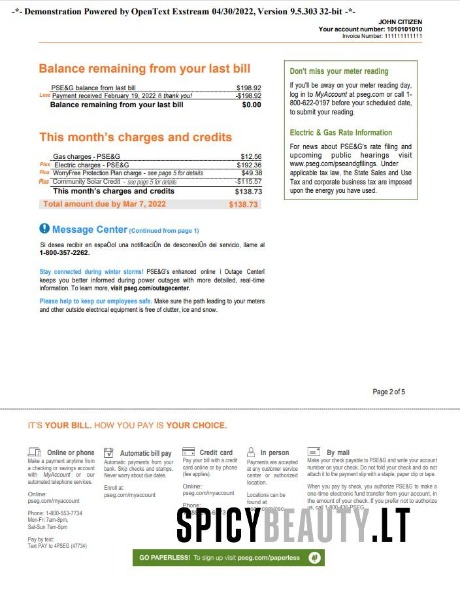 -*- Demonstration Powered by OpenText Exstream 04/30/2022, Version 9.5.303 32-bit -*-
JOHN CITIZEN
Your account number: 1010101010
Invoice Number: 111111111111
Balance remaining from your last bill
PSE&G balance from last bill $198.92
Less Payment received February 19, 2022 thank you! -$198.92
Balance remaining from your last bill $0.00
This month's charges and credits
Gas charges - PSE&G $12.56
Plus Electric charges - PSE&G $192.36
Plus WorryFree Protection Plan charge - see page 5 for details $49.38
Plus Community Solar Credit - see page 5 for details -$115.57
This month's charges and credits $138.73
Total amount due by Mar 7, 2022 $138.73
Message Center (Continued from page 1)
Si desea recibir en españOol una notificaciÛn de desconexiÛn del servicio, llame al
1-800-357-2262.
Stay connected during winter storms! PSE&G's enhanced online Outage Center
keeps you better informed during power outages with more detailed, real-time
information. To learn more, visit pseg.com/outagecenter.
Please help to keep our employees safe. Make sure the path leading to your meters
and other outside electrical equipment is free of clutter, ice and snow.
Don't miss your meter reading
If you'll be away on your meter reading day,
log in to MyAccount at pseg.com or call 1-
800-622-0197 before your scheduled date,
to submit your reading.
Electric & Gas Rate Information
For news about PSE&G's rate filing and
upcoming public hearings visit
www.pseg.com/pseandgfilings. Under
applicable tax law, the State Sales and Use
Tax and corporate business tax are imposed
upon the energy you have used.
Page 2 of 5
IT'S YOUR BILL. HOW YOU PAY IS YOUR CHOICE.
Online or phone
Make a payment anytime from
a checking or savings account
with MyAccount or our
automated telephone services.
Online:
pseg.com/myaccount
Phone: 1-800-553-7734
Mon-Fri 7am-8pm,
Sat-Sun 7am-8pm
Pay by text:
Text PAY to 4PSEG (47734)
Automatic bill pay
Automatic payments from your
bank. Skip checks and stamps.
Never worry about due dates.
Enroll at:
pseg.com/myaccount
Credit card
Pay your bill with a credit
card online or by phone
(fee applies).
Online:
pseg.com/myaccount
Phone:
In person
Payments are accepted
at any customer service
center or authorized
location.
Locations can be
found at
By mail
Make your check payable to PSE&G and write your account
number on your check. Do not fold your check and do not
attach it to the payment slip with a staple, paper clip or tape.
When you pay by check, you authorize PSE&G to make a
one-time electronic fund transfer from your account, in
the amount of your check. If you prefer not to
SPICYBEAUTY.LT
GO PAPERLESS! To sign up visit pseg.com/paperless